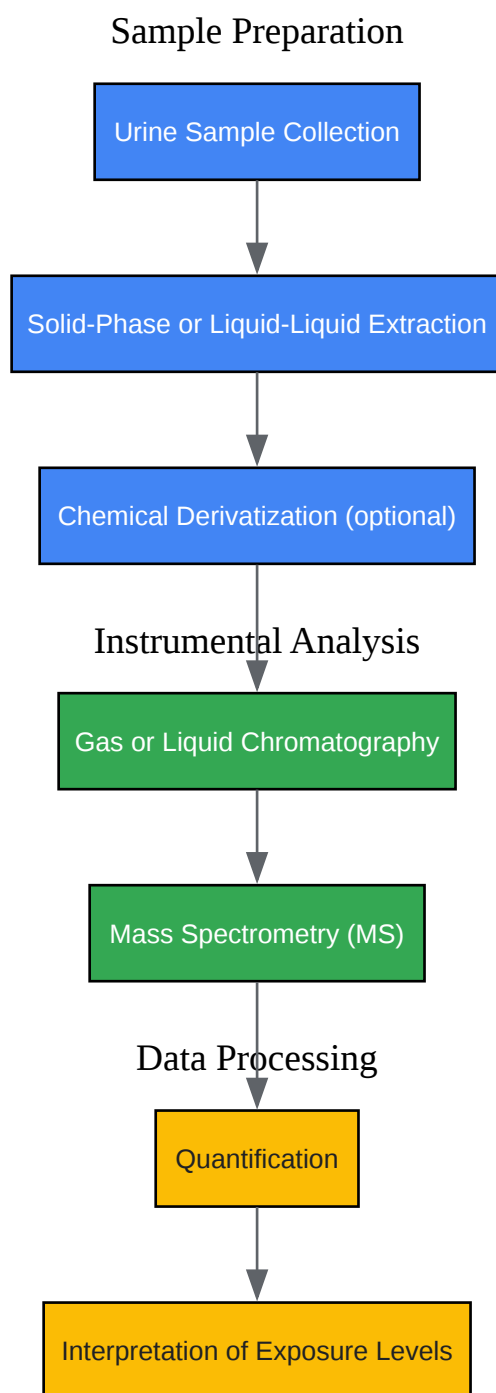 Sample Preparation
Urine Sample Collection
Solid-Phase or Liquid-Liquid Extraction
Chemical Derivatization (optional)
Instrumental Analysis
Gas or Liquid Chromatography
Mass Spectrometry (MS)
Data Processing
Quantification
Interpretation of Exposure Levels